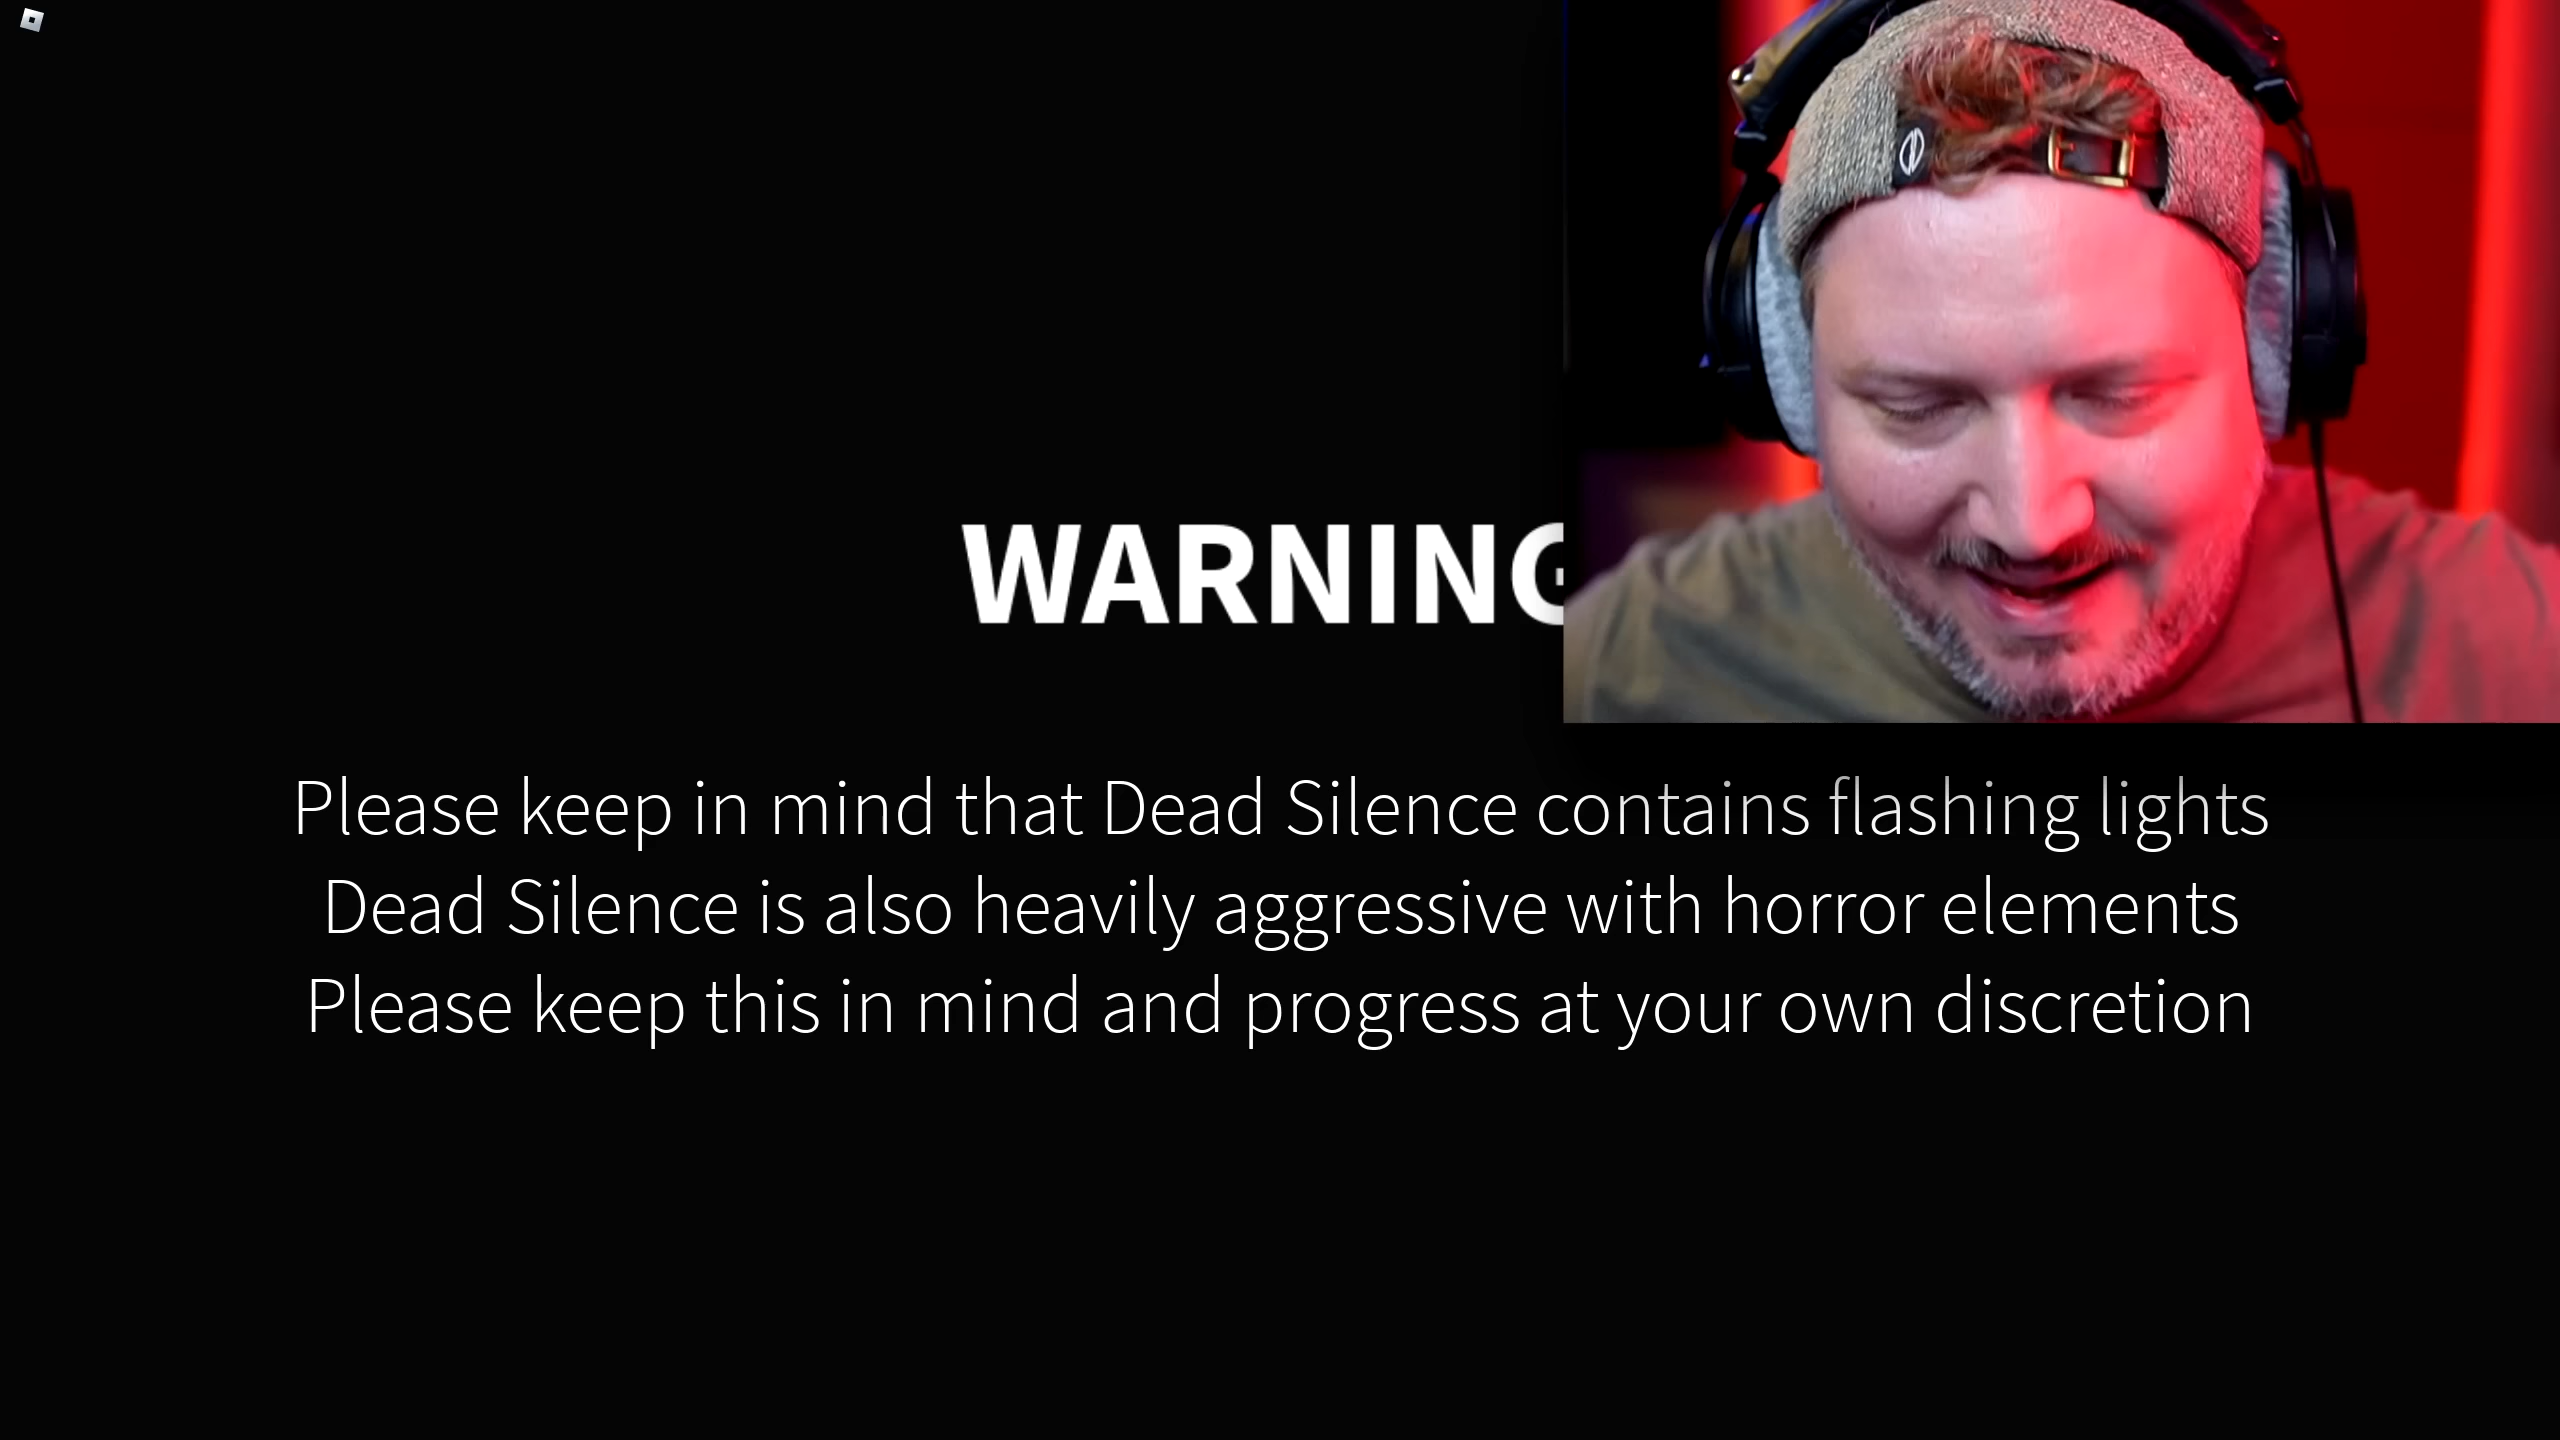 WARNING
Please keep in mind that Dead Silence contains flashing lights
Dead Silence is also heavily aggressive with horror elements
Please keep this in mind and progress at your own discretion